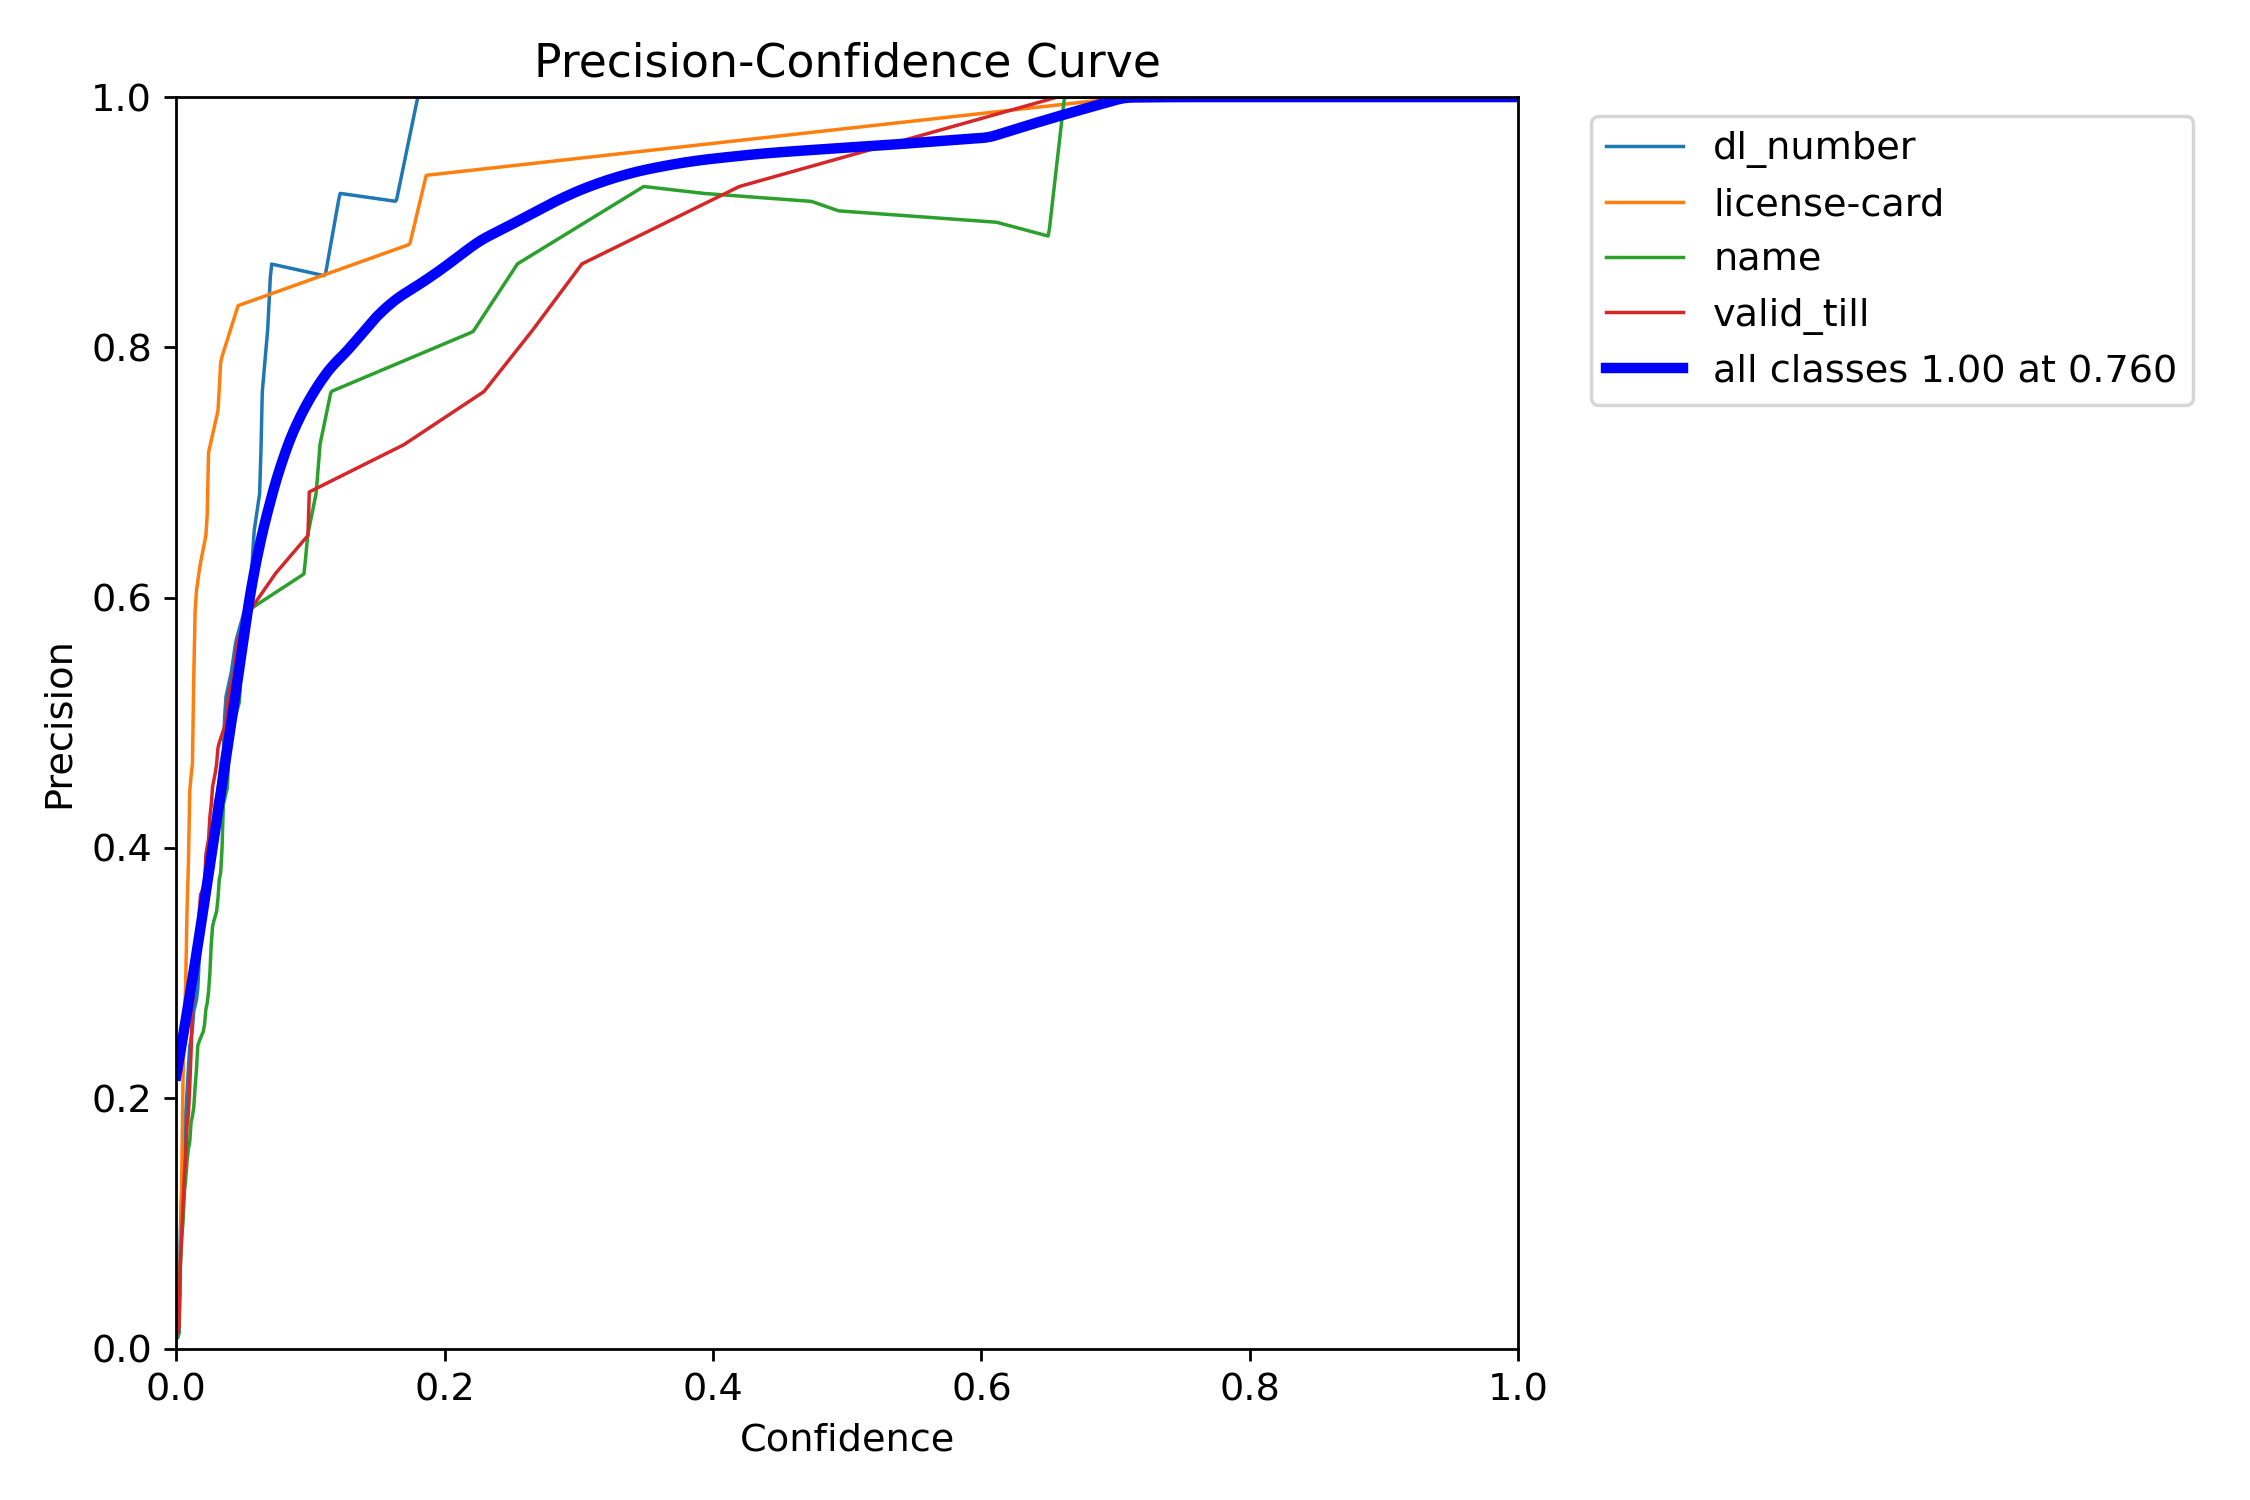 Precision-Confidence Curve
1.0
0.8
0.6
0.4
0.2
0.0
Precision
0.0 0.2 0.4 0.6 0.8 1.0
Confidence
dl_number
license-card
name
valid_till
all classes 1.00 at 0.760